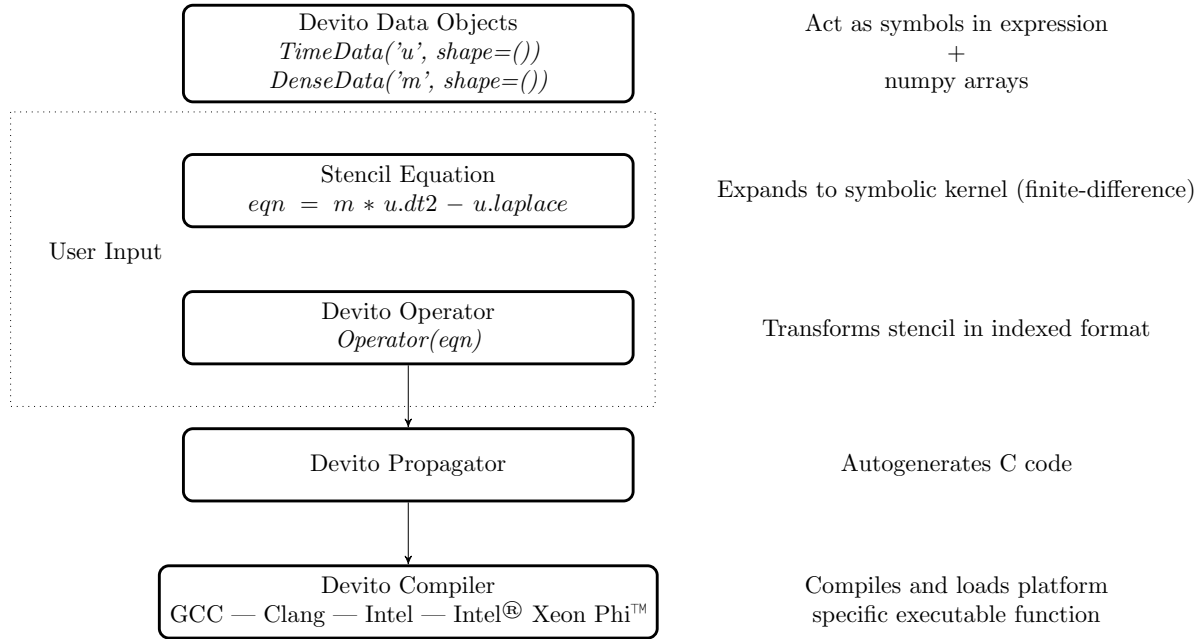 Devito Data Objects
TimeData('u', shape=())
DenseData('m', shape=())
Act as symbols in expression
+
numpy arrays
Stencil Equation
eqn = m ∗ u.dt2 − u.laplace
Expands to symbolic kernel (finite-difference)
User Input
Devito Operator
Operator(eqn)
Transforms stencil in indexed format
Devito Propagator
Autogenerates C code
Devito Compiler
GCC — Clang — Intel — Intel® Xeon Phi™
Compiles and loads platform
specific executable function